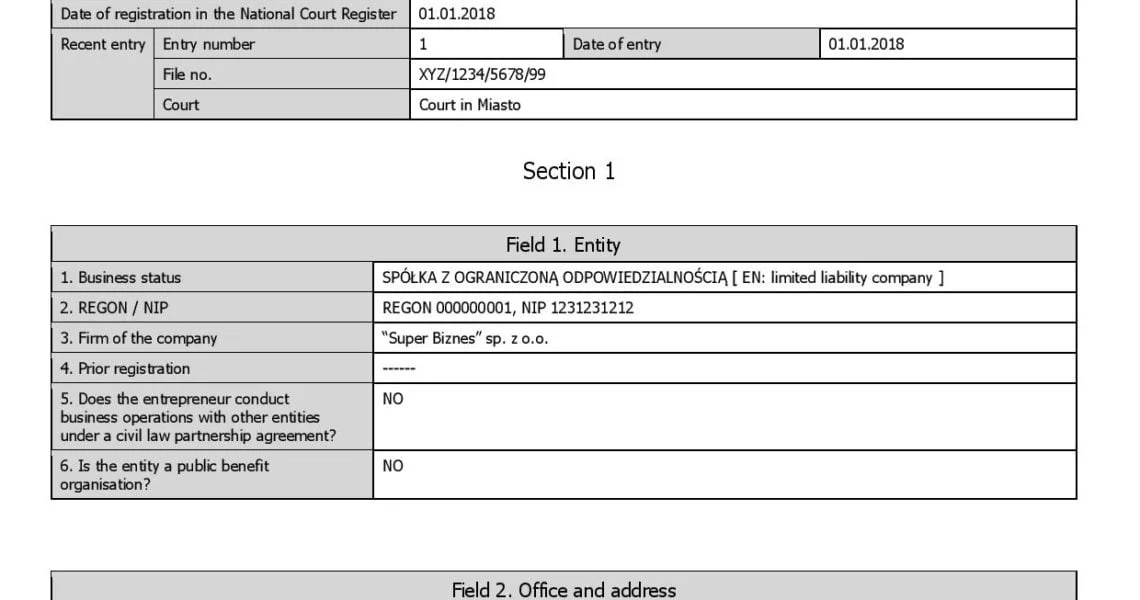 Date of registration in the National Court Register 01.01.2018
Recent entry Entry number 1 Date of entry 01.01.2018
File no. XYZ/1234/5678/99
Court Court in Miasto
Section 1
Field 1. Entity
1. Business status SPÓŁKA Z OGRANICZONĄ ODPOWIEDZIALNOŚCIĄ [ EN: limited liability company ]
2. REGON / NIP REGON 000000001, NIP 1231231212
3. Firm of the company “Super Biznes” sp. z o.o.
4. Prior registration ------
5. Does the entrepreneur conduct NO
business operations with other entities
under a civil law partnership agreement?
6. Is the entity a public benefit NO
organisation?
Field 2. Office and address